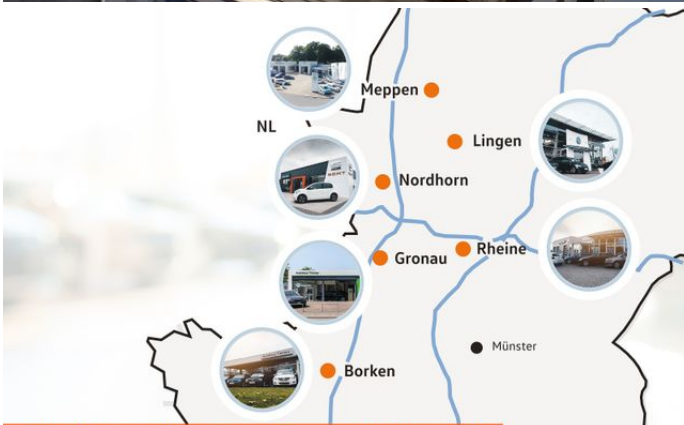 Meppen
NL
Lingen
Nordhorn
Rheine
Gronau
Münster
Borken